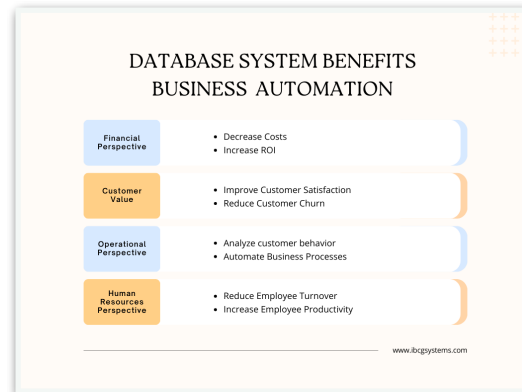 DATABASE SYSTEM BENEFITS
BUSINESS AUTOMATION
Financial
Perspective
• Decrease Costs
• Increase ROI
Customer
Value
• Improve Customer Satisfaction
• Reduce Customer Churn
Operational
Perspective
• Analyze customer behavior
• Automate Business Processes
Human
Resources
Perspective
• Reduce Employee Turnover
• Increase Employee Productivity
www.ibcgsystems.com